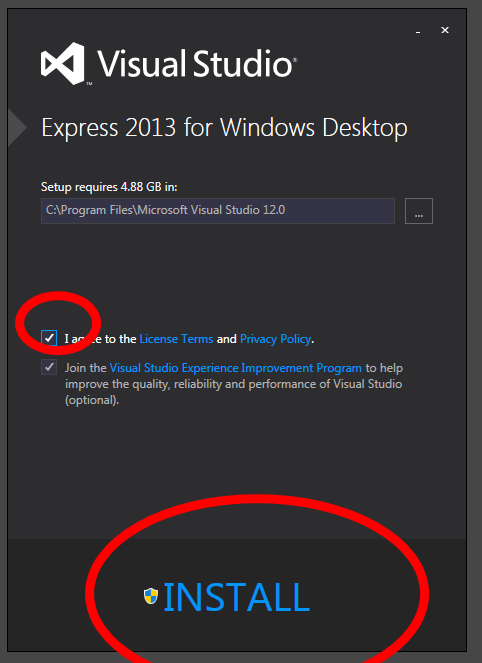 Visual Studio®
™
Express 2013 for Windows Desktop
Setup requires 4.88 GB in:
C:\Program Files\Microsoft Visual Studio 12.0
...
I agree to the License Terms and Privacy Policy.
Join the Visual Studio Experience Improvement Program to help
improve the quality, reliability and performance of Visual Studio
(optional).
INSTALL